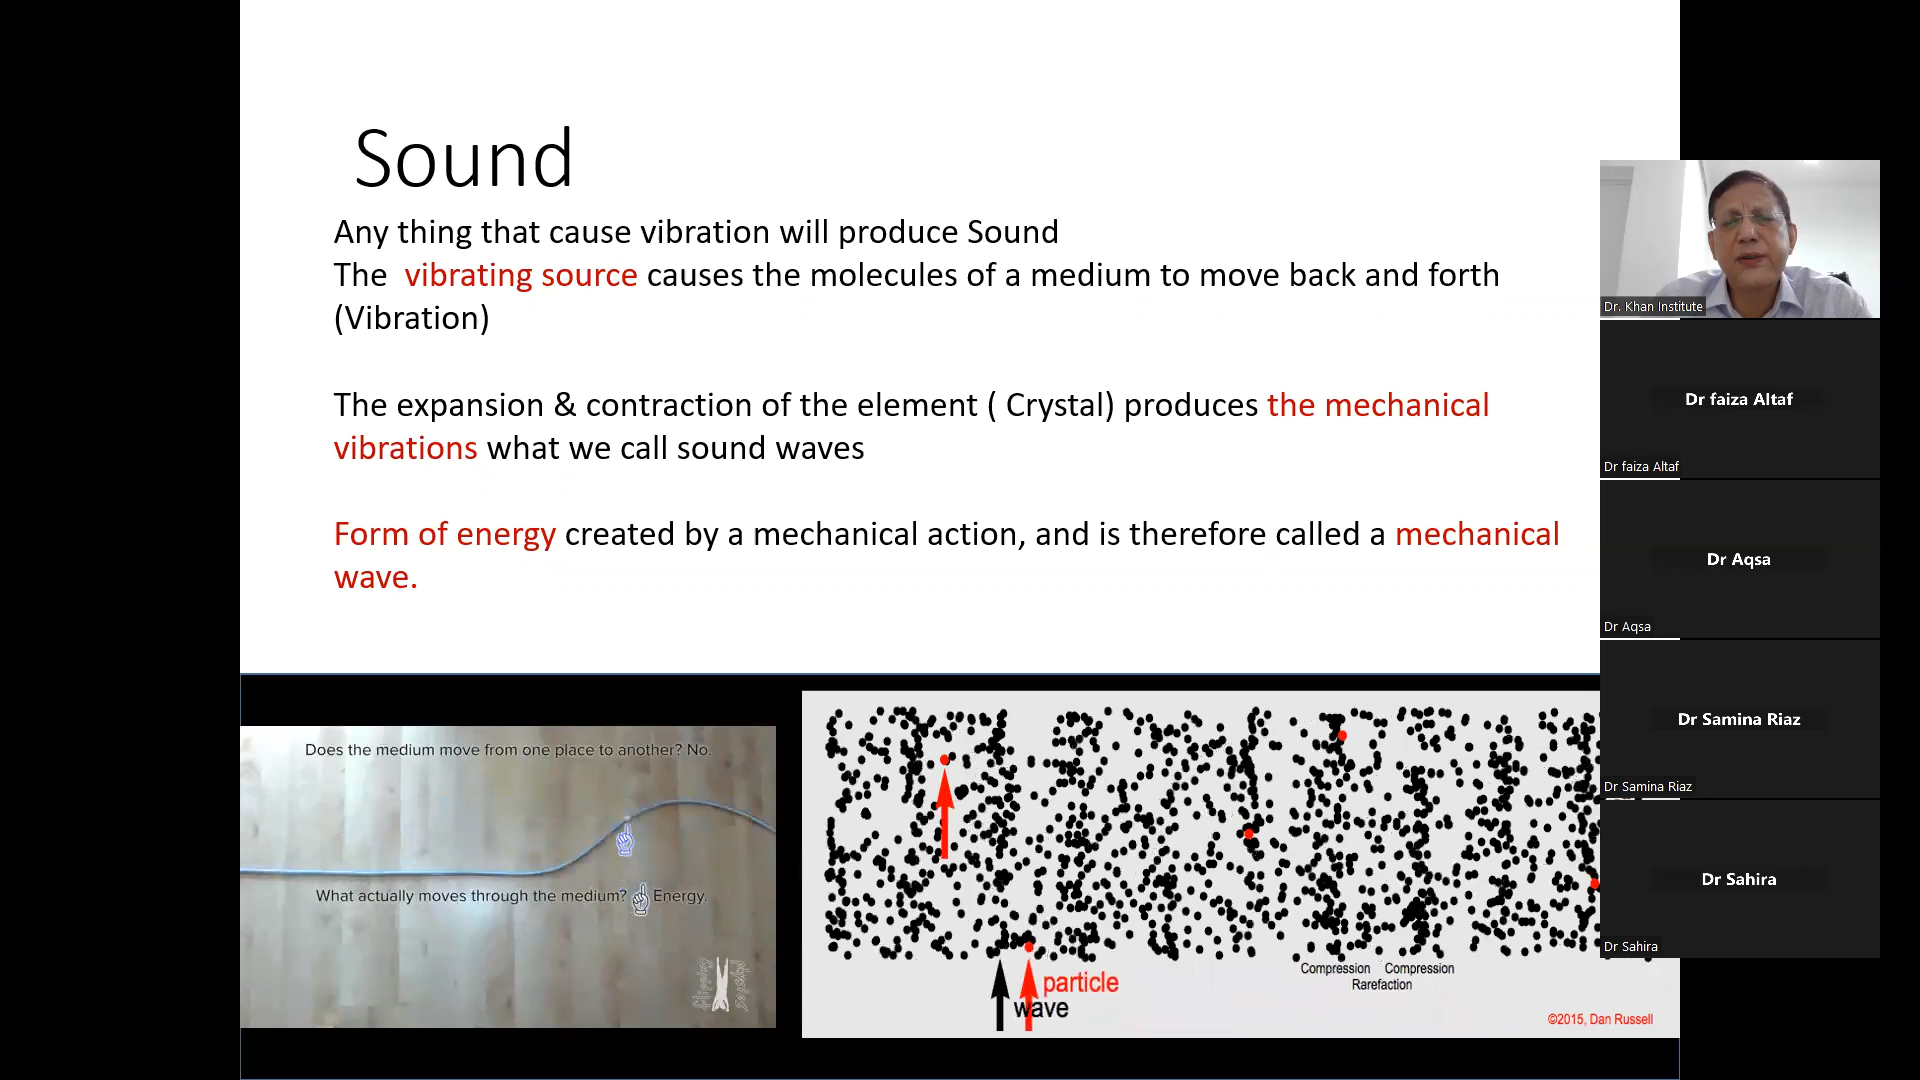 Sound
Any thing that cause vibration will produce Sound
The vibrating source causes the molecules of a medium to move back and forth
(Vibration)
The expansion & contraction of the element ( Crystal) produces the mechanical
vibrations what we call sound waves
Form of energy created by a mechanical action, and is therefore called a mechanical
wave.
Does the medium move from one place to another? No.
What actually moves through the medium? Energy.
flipping physics
particle
wave
Compression Compression
Rarefaction
©2015, Dan Russell
Dr. Khan Institute
Dr faiza Altaf
Dr faiza Altaf
Dr Aqsa
Dr Aqsa
Dr Samina Riaz
Dr Samina Riaz
Dr Sahira
Dr Sahira